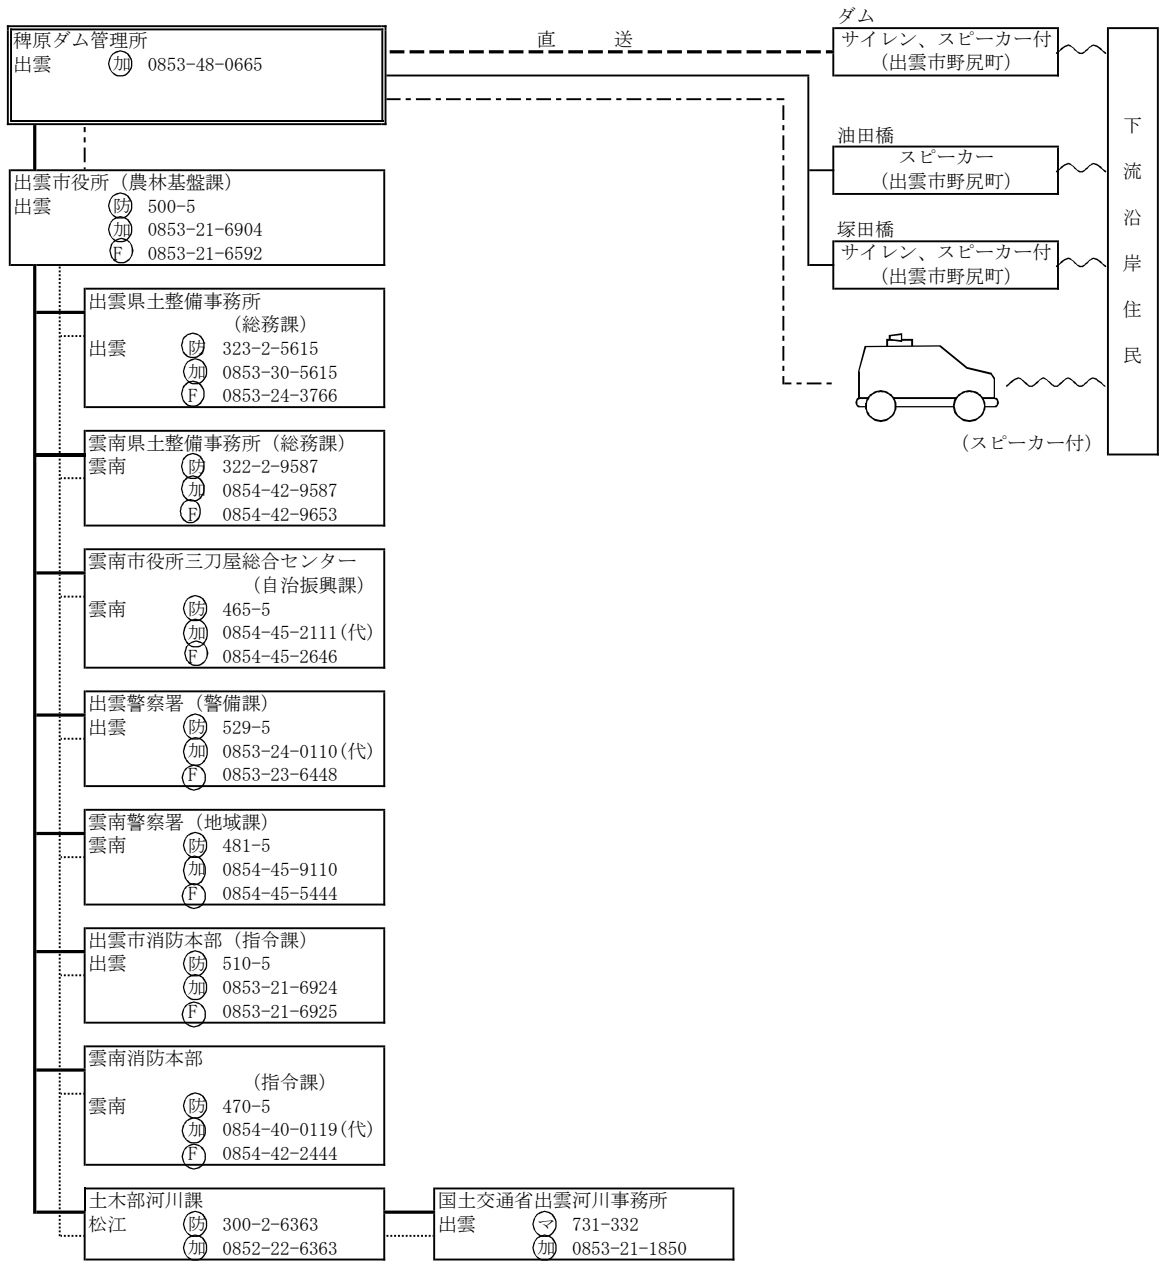 稗原ダム管理所
出雲 加 0853-48-0665
直 送
ダム
サイレン、スピーカー付
(出雲市野尻町)
油田橋
スピーカー
(出雲市野尻町)
塚田橋
サイレン、スピーカー付
(出雲市野尻町)
(スピーカー付)
下流沿岸住民
出雲市役所(農林基盤課)
出雲 防 500-5
加 0853-21-6904
F 0853-21-6592
出雲県土整備事務所
(総務課)
出雲 防 323-2-5615
加 0853-30-5615
F 0853-24-3766
雲南県土整備事務所(総務課)
雲南 防 322-2-9587
加 0854-42-9587
F 0854-42-9653
雲南市役所三刀屋総合センター
(自治振興課)
雲南 防 465-5
加 0854-45-2111(代)
F 0854-45-2646
出雲警察署(警備課)
出雲 防 529-5
加 0853-24-0110(代)
F 0853-23-6448
雲南警察署(地域課)
雲南 防 481-5
加 0854-45-9110
F 0854-45-5444
出雲市消防本部(指令課)
出雲 防 510-5
加 0853-21-6924
F 0853-21-6925
雲南消防本部
(指令課)
雲南 防 470-5
加 0854-40-0119(代)
F 0854-42-2444
土木部河川課
松江 防 300-2-6363
加 0852-22-6363
国土交通省出雲河川事務所
出雲 マ 731-332
加 0853-21-1850